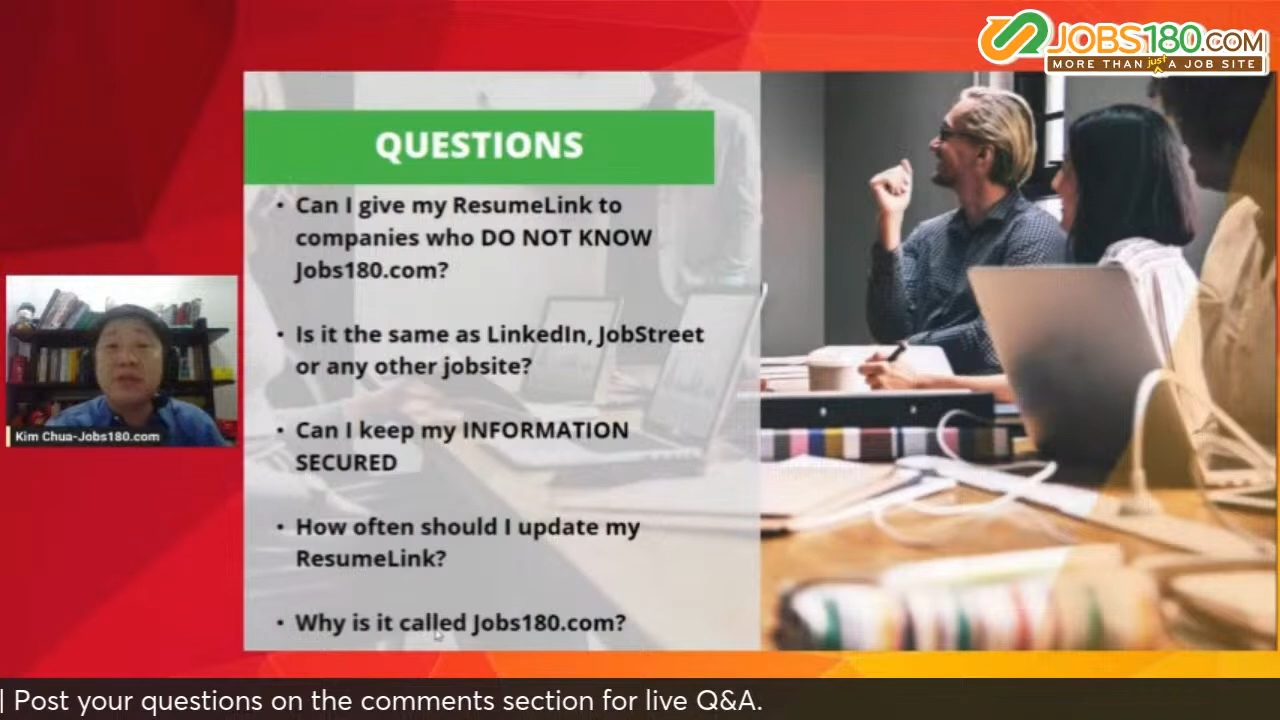 JOBS180.COM
MORE THAN just A JOB SITE
QUESTIONS
• Can I give my ResumeLink to
companies who DO NOT KNOW
Jobs180.com?
• Is it the same as LinkedIn, JobStreet
or any other jobsite?
• Can I keep my INFORMATION
SECURED
• How often should I update my
ResumeLink?
• Why is it called Jobs180.com?
Kim Chua-Jobs180.com
| Post your questions on the comments section for live Q&A.